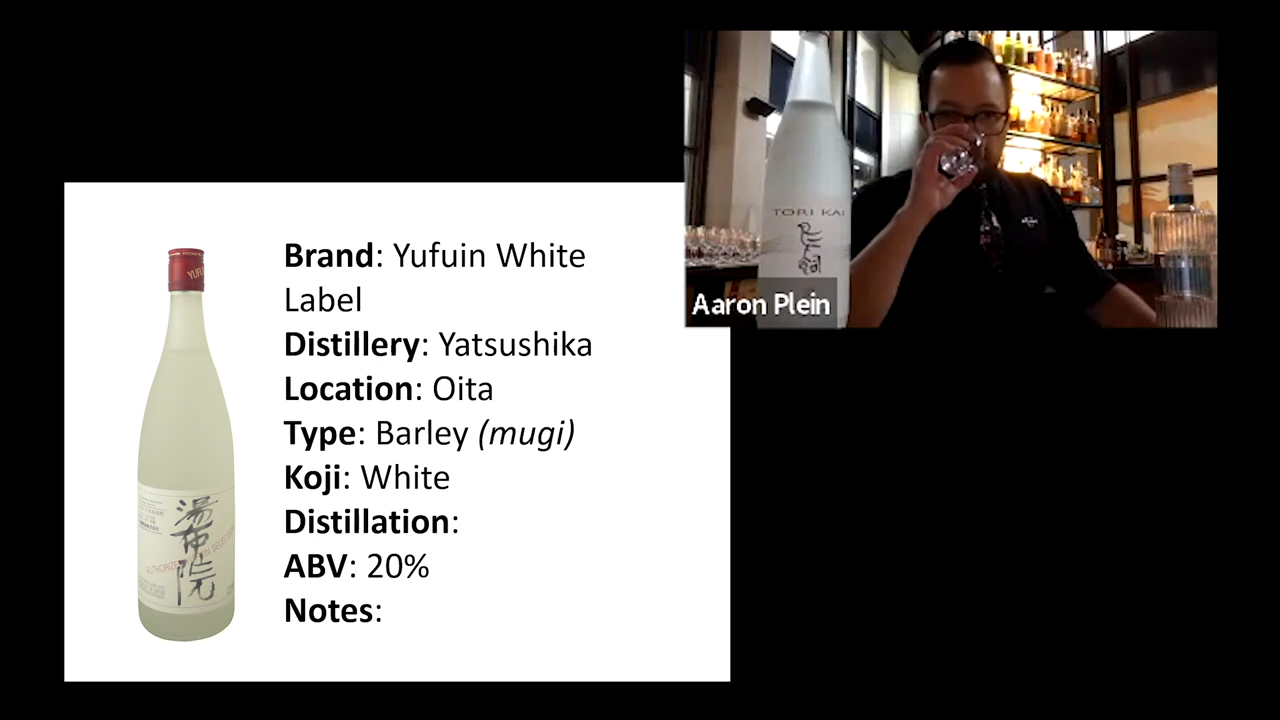 Brand: Yufuin White
Label
Distillery: Yatsushika
Location: Oita
Type: Barley (mugi)
Koji: White
Distillation:
ABV: 20%
Notes:
YUFU
湯布院
TORI KAI
Aaron Plein